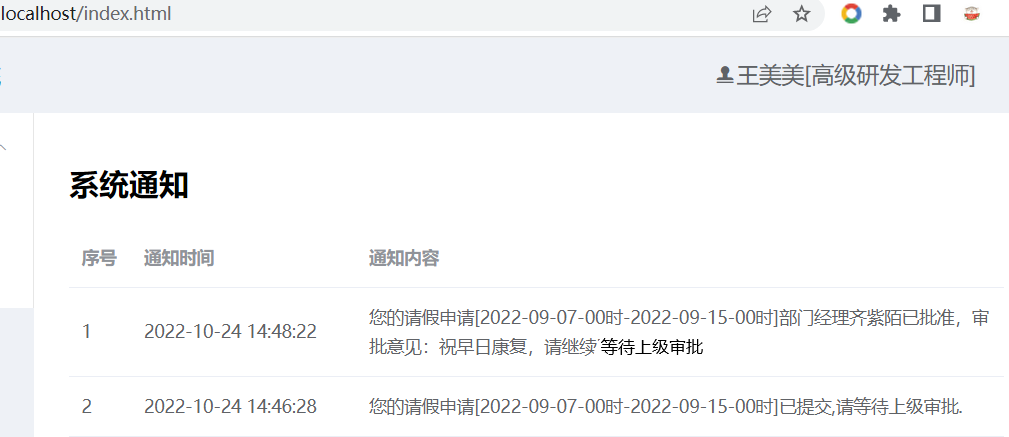 localhost/index.html
王美美[高级研发工程师]
系统通知
序号 通知时间 通知内容
1 2022-10-24 14:48:22 您的请假申请[2022-09-07-00时-2022-09-15-00时]部门经理齐紫陌已批准，审
批意见：祝早日康复，请继续等待上级审批
2 2022-10-24 14:46:28 您的请假申请[2022-09-07-00时-2022-09-15-00时]已提交,请等待上级审批.